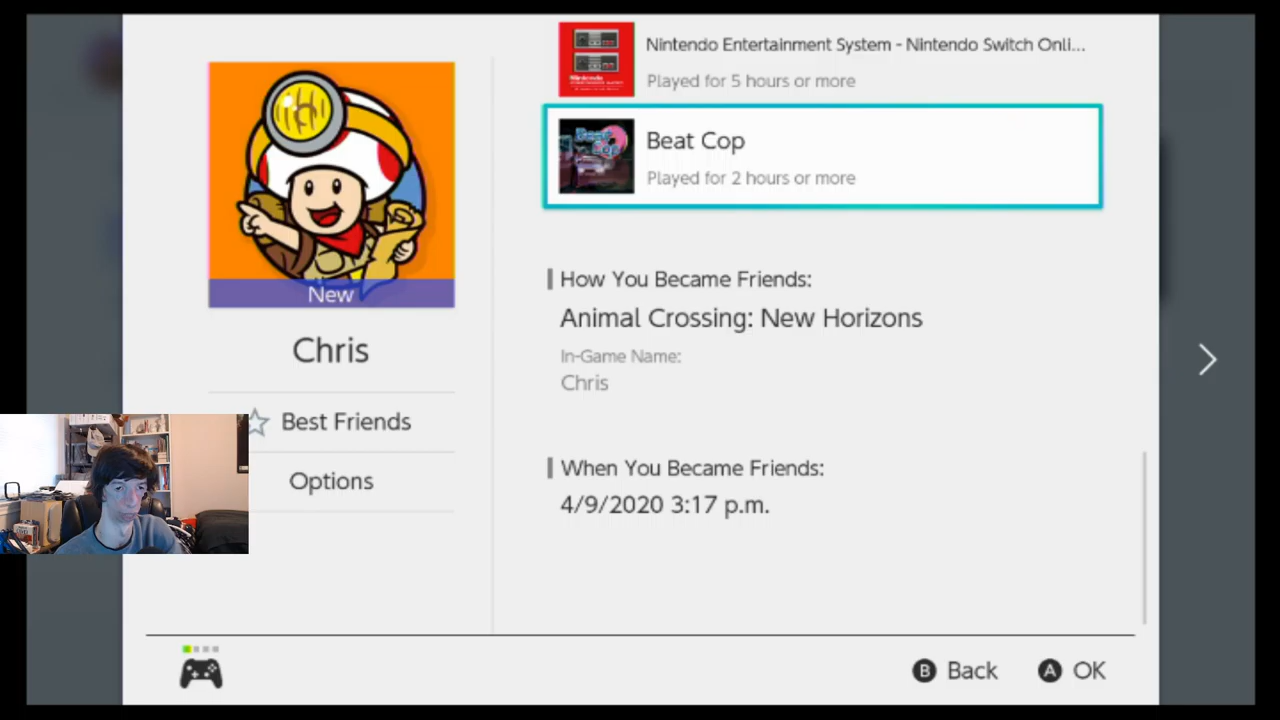 Nintendo Entertainment System - Nintendo Switch Onli...
Played for 5 hours or more
Beat Cop
Beat Cop
Played for 2 hours or more
New
Chris
Best Friends
Options
How You Became Friends:
Animal Crossing: New Horizons
In-Game Name:
Chris
When You Became Friends:
4/9/2020 3:17 p.m.
B Back
A OK